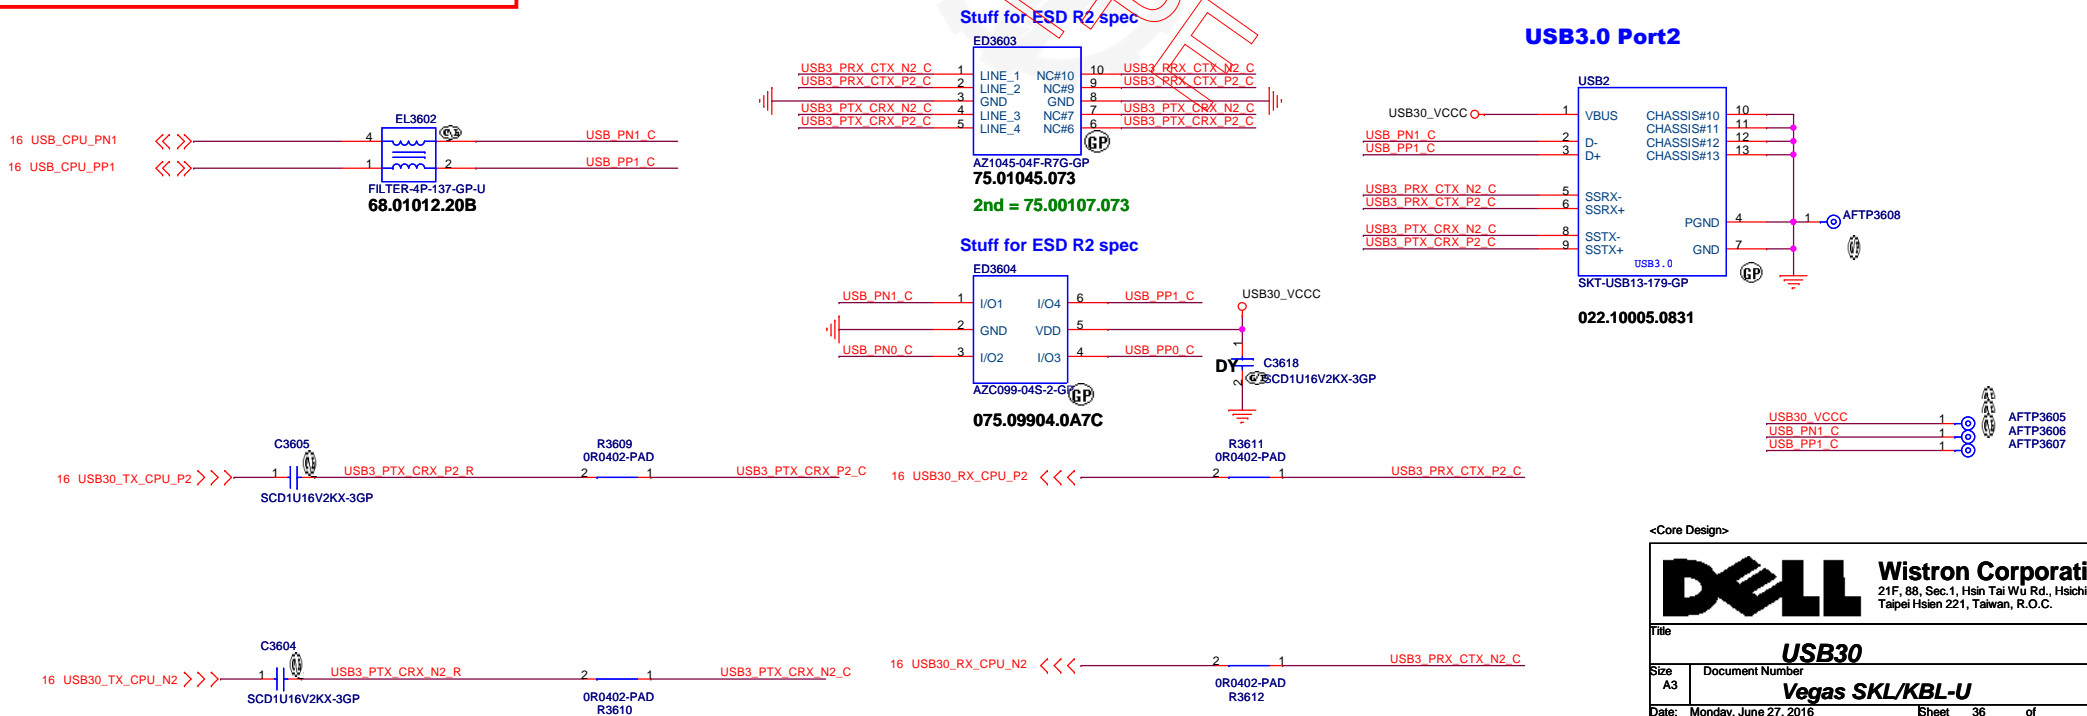 Stuff for ESD R2 spec
ED3603
USB3_PRX_CTX_N2_C 1 LINE_1 NC#10 10 USB3_PRX_CTX_N2_C
USB3_PRX_CTX_P2_C 2 LINE_2 NC#9 9 USB3_PRX_CTX_P2_C
3 GND GND 8
USB3_PTX_CRX_N2_C 4 LINE_3 NC#7 7 USB3_PTX_CRX_N2_C
USB3_PTX_CRX_P2_C 5 LINE_4 NC#6 6 USB3_PTX_CRX_P2_C
GP
AZ1045-04F-R7G-GP
75.01045.073
2nd = 75.00107.073
EL3602
16 USB_CPU_PN1 4 USB_PN1_C
16 USB_CPU_PP1 1 2 USB_PP1_C
FILTER-4P-137-GP-U
68.01012.20B
USB3.0 Port2
USB2
USB30_VCCC 1 VBUS CHASSIS#10 10
CHASSIS#11 11
USB_PN1_C 2 D- CHASSIS#12 12
USB_PP1_C 3 D+ CHASSIS#13 13
USB3_PRX_CTX_N2_C 5 SSRX-
USB3_PRX_CTX_P2_C 6 SSRX+
PGND 4 1 AFTP3608
USB3_PTX_CRX_N2_C 8 SSTX-
USB3_PTX_CRX_P2_C 9 SSTX+ GND 7
USB3.0
GP
SKT-USB13-179-GP
022.10005.0831
Stuff for ESD R2 spec
ED3604
USB_PN1_C 1 I/O1 I/O4 6 USB_PP1_C
USB30_VCCC
2 GND VDD 5
USB_PN0_C 3 I/O2 I/O3 4 USB_PP0_C
AZC099-04S-2-GP
GP
075.09904.0A7C
1
DY C3618
2 SCD1U16V2KX-3GP
USB30_VCCC 1 AFTP3605
USB_PN1_C 1 AFTP3606
USB_PP1_C 1 AFTP3607
C3605
16 USB30_TX_CPU_P2 1 USB3_PTX_CRX_P2_R
SCD1U16V2KX-3GP
R3609
0R0402-PAD
2 1 USB3_PTX_CRX_P2_C
R3611
0R0402-PAD
16 USB30_RX_CPU_P2 2 1 USB3_PRX_CTX_P2_C
C3604
16 USB30_TX_CPU_N2 1 USB3_PTX_CRX_N2_R
SCD1U16V2KX-3GP
2 1 USB3_PTX_CRX_N2_C
0R0402-PAD
R3610
16 USB30_RX_CPU_N2 2 1 USB3_PRX_CTX_N2_C
0R0402-PAD
R3612
<Core Design>
DELL
Wistron Corporati
21F, 88, Sec.1, Hsin Tai Wu Rd., Hsichi
Taipei Hsien 221, Taiwan, R.O.C.
Title
USB30
Size Document Number
A3 Vegas SKL/KBL-U
Date: Monday, June 27, 2016 Sheet 36 of